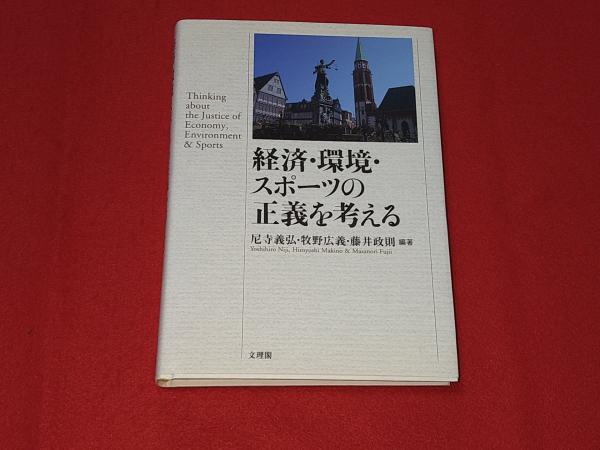 Thinking
about
the Justice of
Economy,
Environment
& Sports
経済・環境・
スポーツの
正義を考える
尼寺義弘・牧野広義・藤井政則 編著
Yoshihiro Niji, Hiroyoshi Makino & Masanori Fujii
文理閣